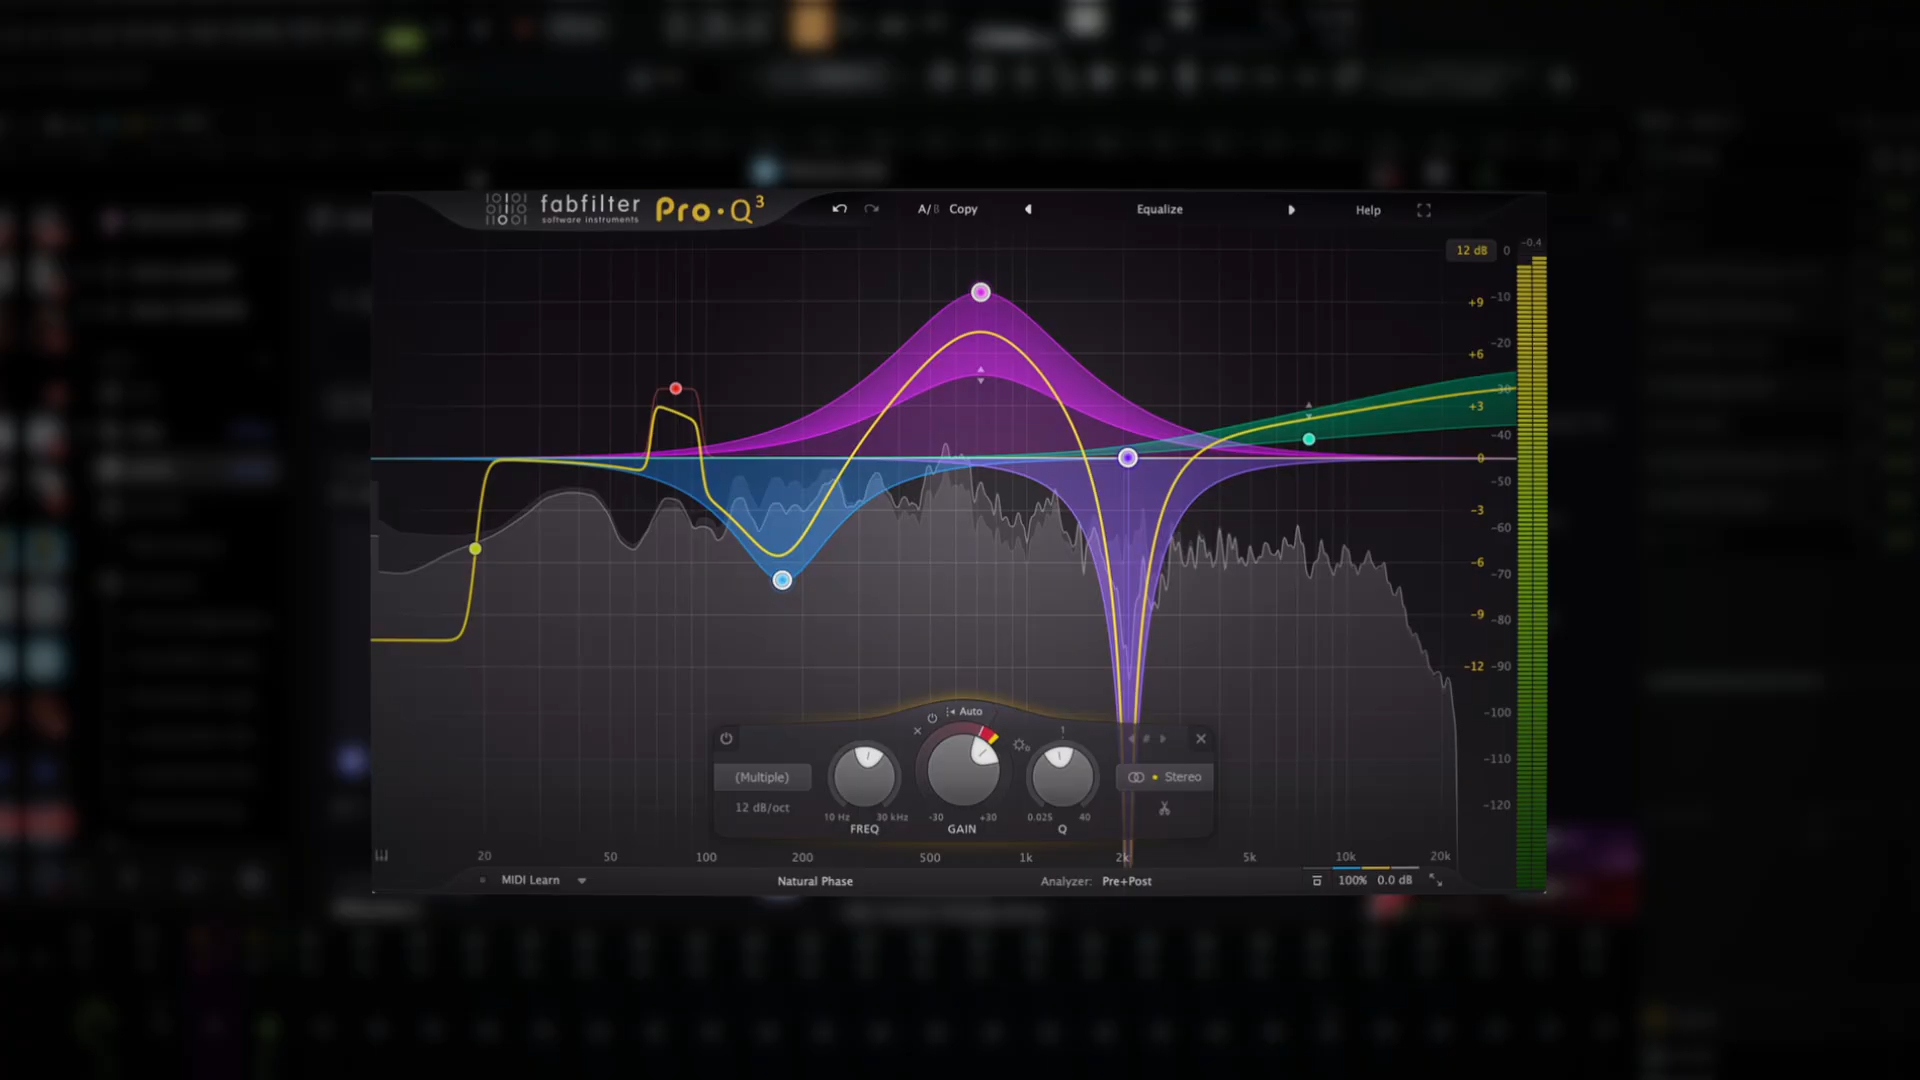 fabfilter
software instruments
Pro·Q³
A/B Copy
Equalize
Help
12 dB 0 -0.4
+9 -10
+6 -20
-30
+3 -40
0 -50
-3 -60
-6 -70
-9 -80
-12 -90
-100
-110
-120
Auto
(Multiple)
12 dB/oct
10 Hz 30 kHz
FREQ
-30 +30
GAIN
1
0.025 40
Q
Stereo
20 50 100 200 500 1k 2k 5k 10k 20k
MIDI Learn
Natural Phase
Analyzer: Pre+Post
100% 0.0 dB